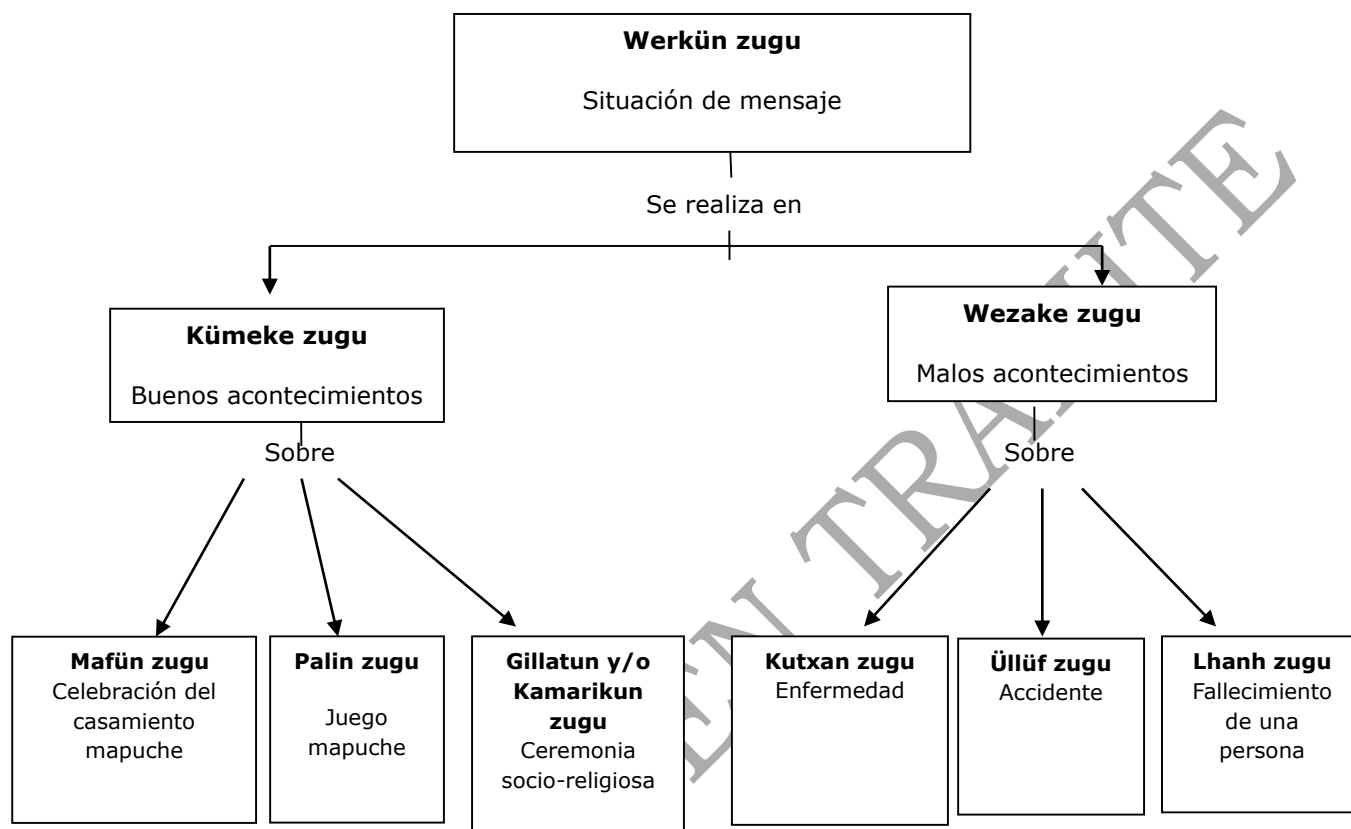 Werkün zugu
Situación de mensaje
Se realiza en
Kümeke zugu
Buenos acontecimientos
Wezake zugu
Malos acontecimientos
Sobre
Sobre
Mafün zugu
Celebración del
casamiento
mapuche
Palin zugu
Juego
mapuche
Gillatun y/o
Kamarikun
zugu
Ceremonia
socio-religiosa
Kutxan zugu
Enfermedad
Üllüf zugu
Accidente
Lhanh zugu
Fallecimiento
de una
persona
EN TRAMITE